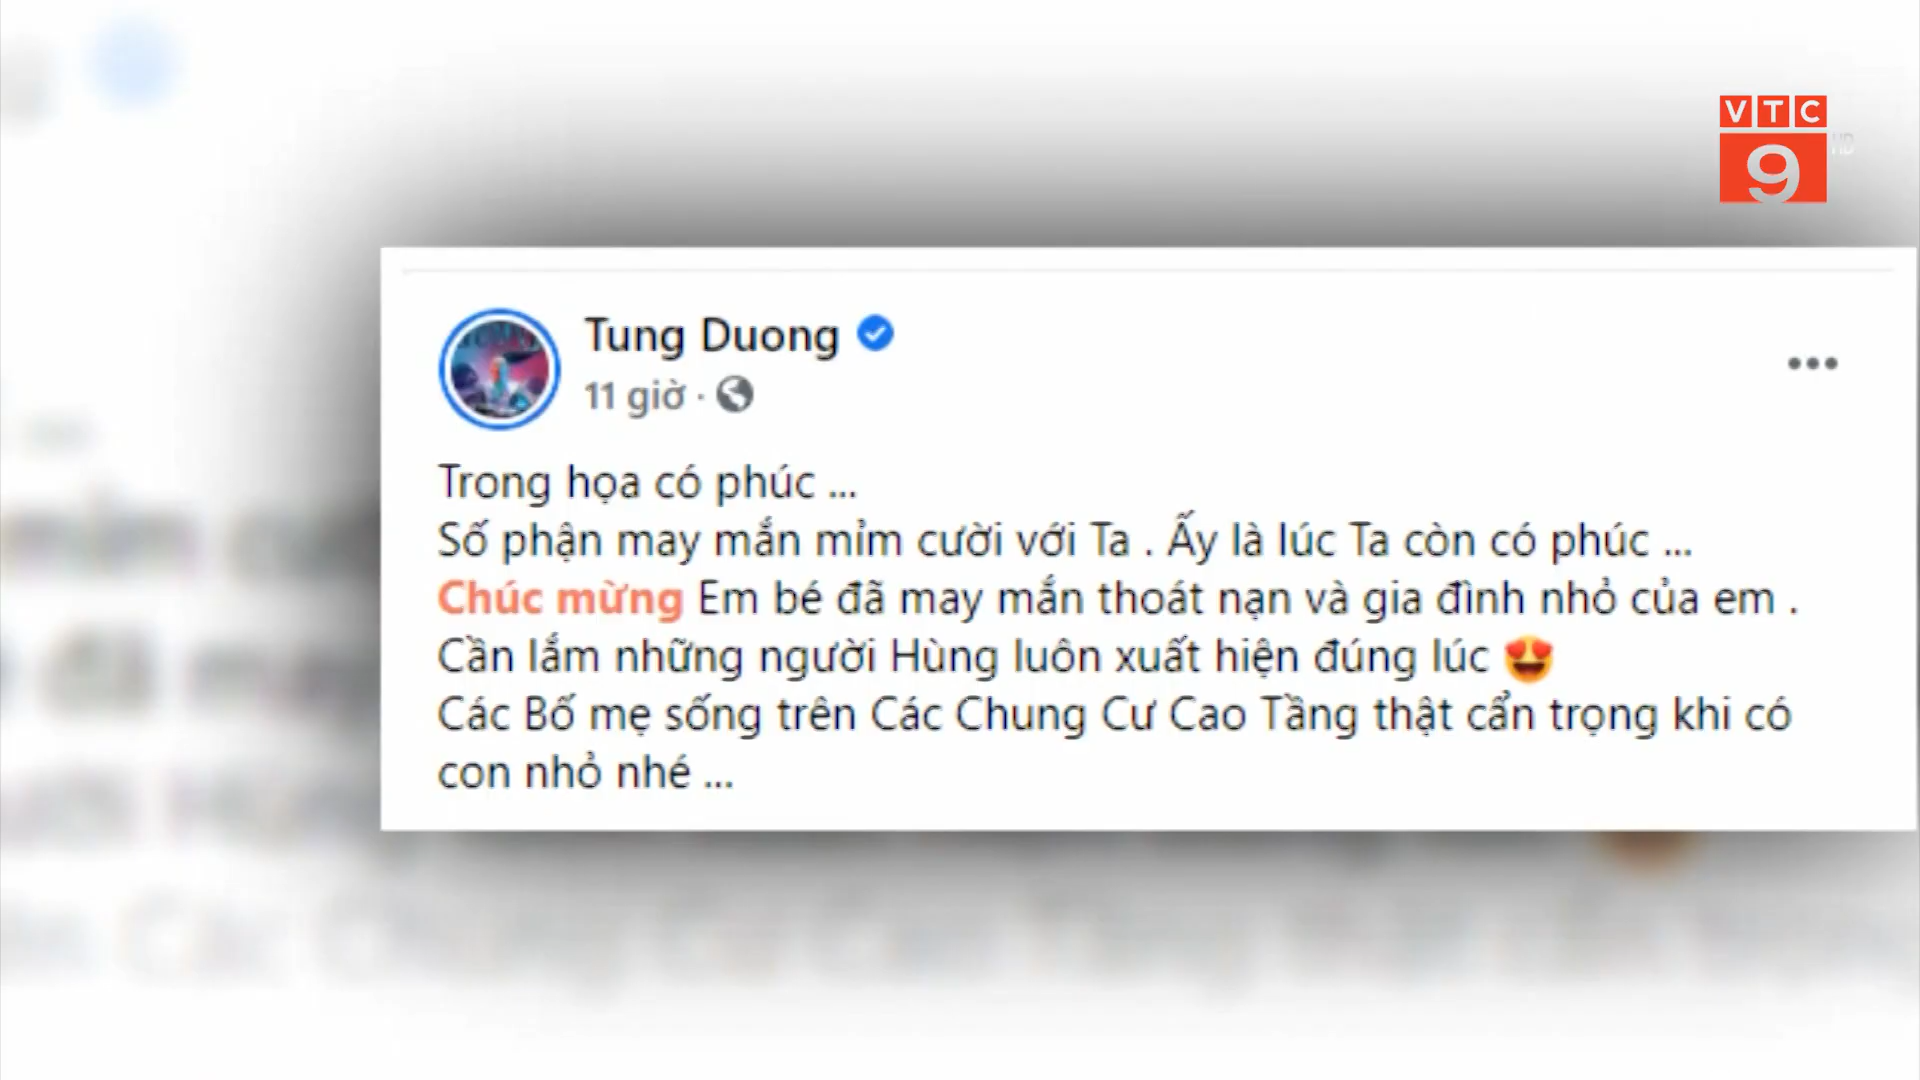 VTC
9
HD
Tung Duong
11 giờ ·
Trong họa có phúc ...
Số phận may mắn mỉm cười với Ta . Ấy là lúc Ta còn có phúc ...
Chúc mừng Em bé đã may mắn thoát nạn và gia đình nhỏ của em .
Cần lắm những người Hùng luôn xuất hiện đúng lúc 😍
Các Bố mẹ sống trên Các Chung Cư Cao Tầng thật cẩn trọng khi có
con nhỏ nhé ...